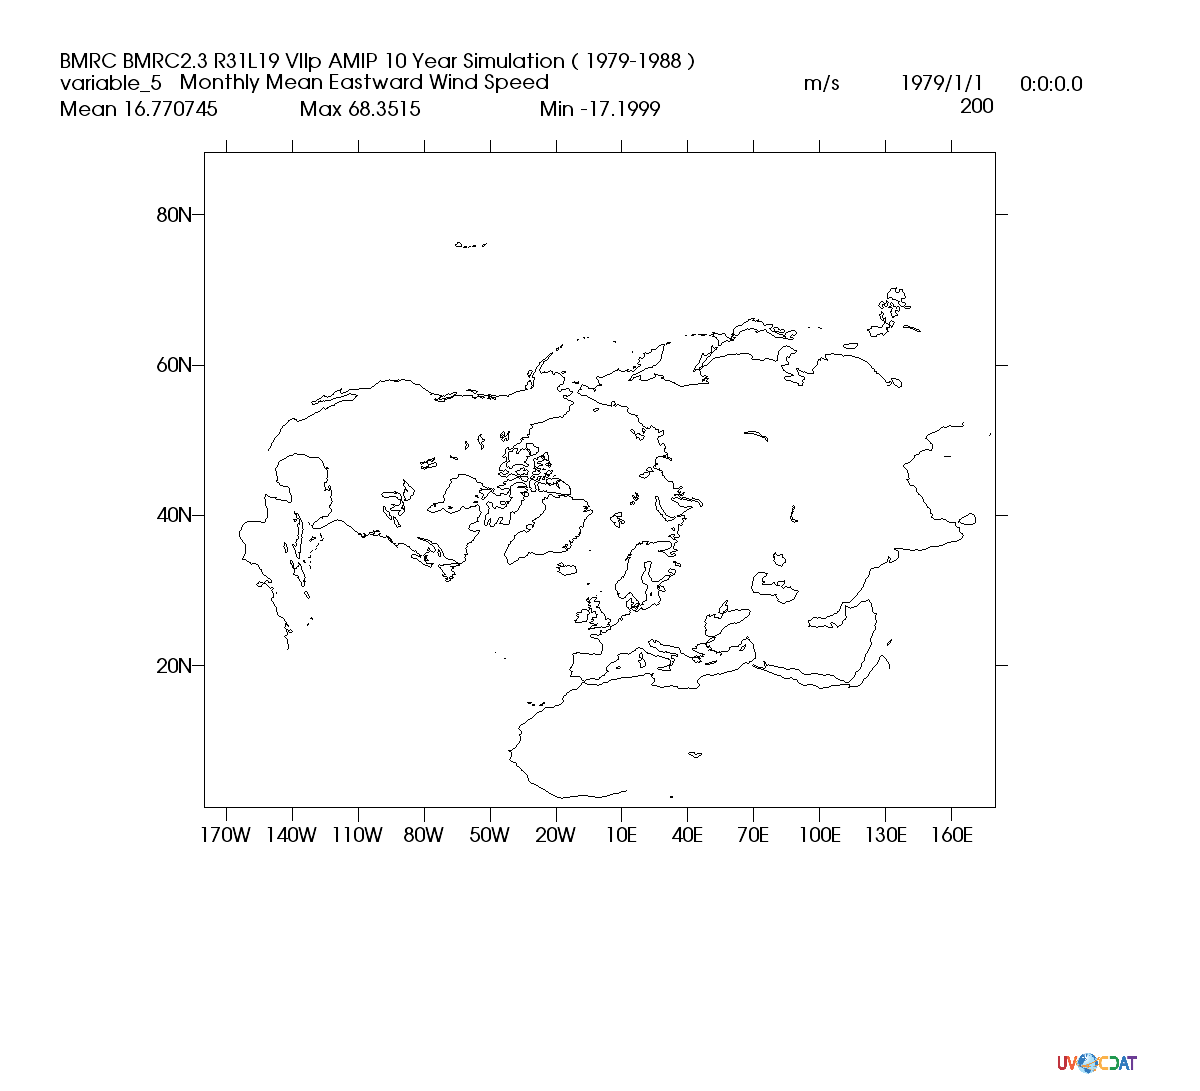 BMRC BMRC2.3 R31L19 VIIp AMIP 10 Year Simulation ( 1979-1988 )
variable_5 Monthly Mean Eastward Wind Speed m/s 1979/1/1 0:0:0.0
Mean 16.770745 Max 68.3515 Min -17.1999 200
80N
60N
40N
20N
170W 140W 110W 80W 50W 20W 10E 40E 70E 100E 130E 160E
UV CDAT